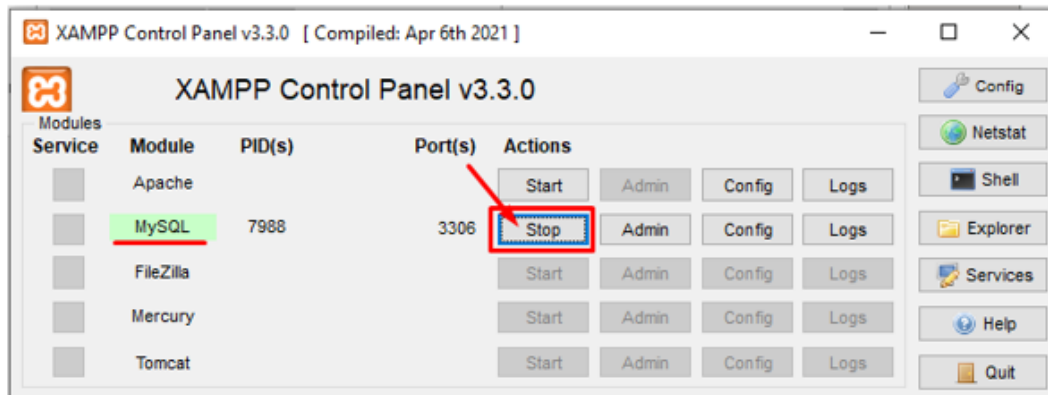 XAMPP Control Panel v3.3.0 [ Compiled: Apr 6th 2021 ]
XAMPP Control Panel v3.3.0
Config
Modules
Netstat
Service Module PID(s) Port(s) Actions
Apache Start Admin Config Logs
Shell
MySQL 7988 3306 Stop Admin Config Logs
Explorer
FileZilla Start Admin Config Logs
Services
Mercury Start Admin Config Logs
Help
Tomcat Start Admin Config Logs
Quit